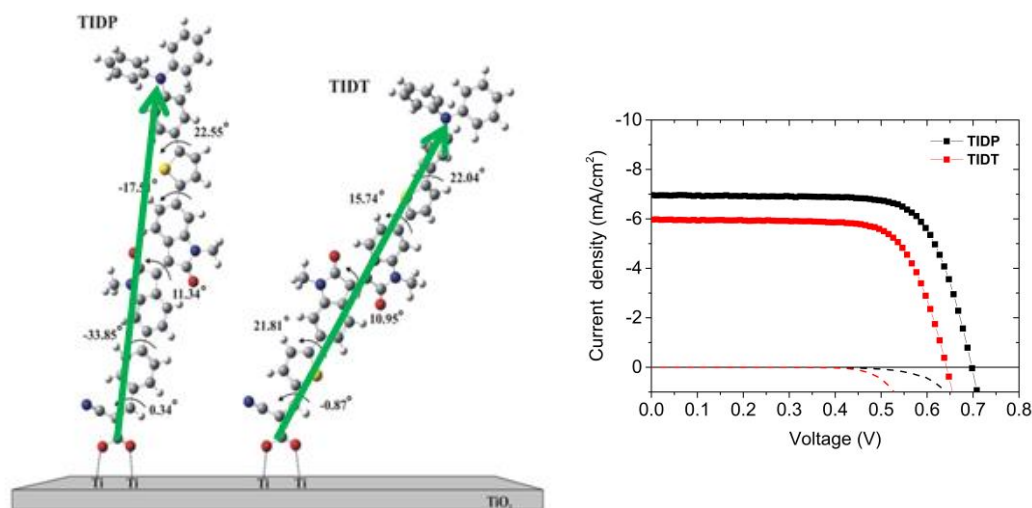 TIDP
22.55°
11.34°
-33.85°
0.34°
Ti Ti
TIDT
22.04°
15.74°
10.95°
21.81°
-0.87°
Ti Ti
TiO
Current density (mA/cm²)
-10
-8
-6
-4
-2
0
0.0 0.1 0.2 0.3 0.4 0.5 0.6 0.7 0.8
Voltage (V)
TIDP
TIDT